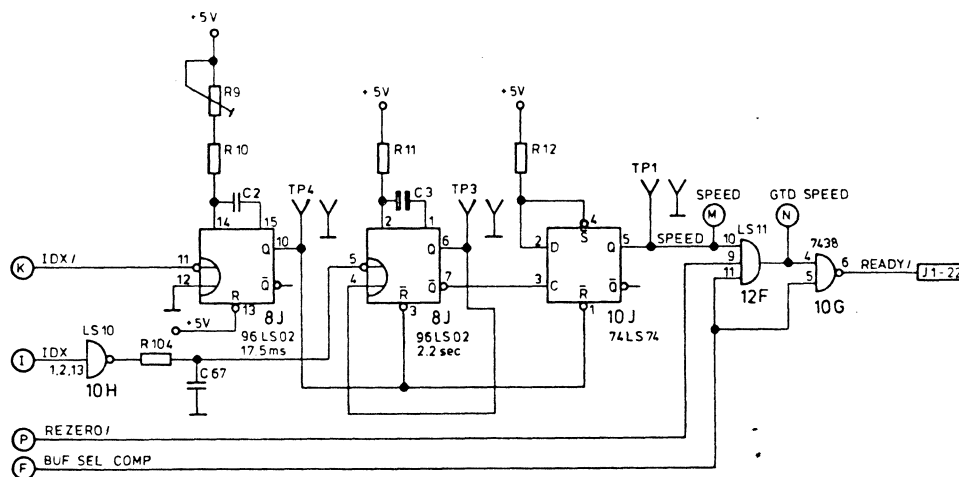 +5V
R9
R10
C2
14
15
K
IDX/
11
12
Q
10
Q̅
R
13
+5V
8J
96LS02
17.5ms
TP4
+5V
R11
C3
2
1
5
4
Q
6
Q̅
7
R̅
3
8J
96LS02
2.2sec
TP3
+5V
R12
4
S̅
2
D
Q
5
3
C
Q̅
R̅
1
10J
74LS74
TP1
SPEED
M
SPEED
GTD SPEED
N
LS11
10
9
11
12F
7438
4
5
6
10G
READY/
J1-22
I
IDX
1,2,13
LS10
10H
R104
C67
P
REZERO/
F
BUF SEL COMP